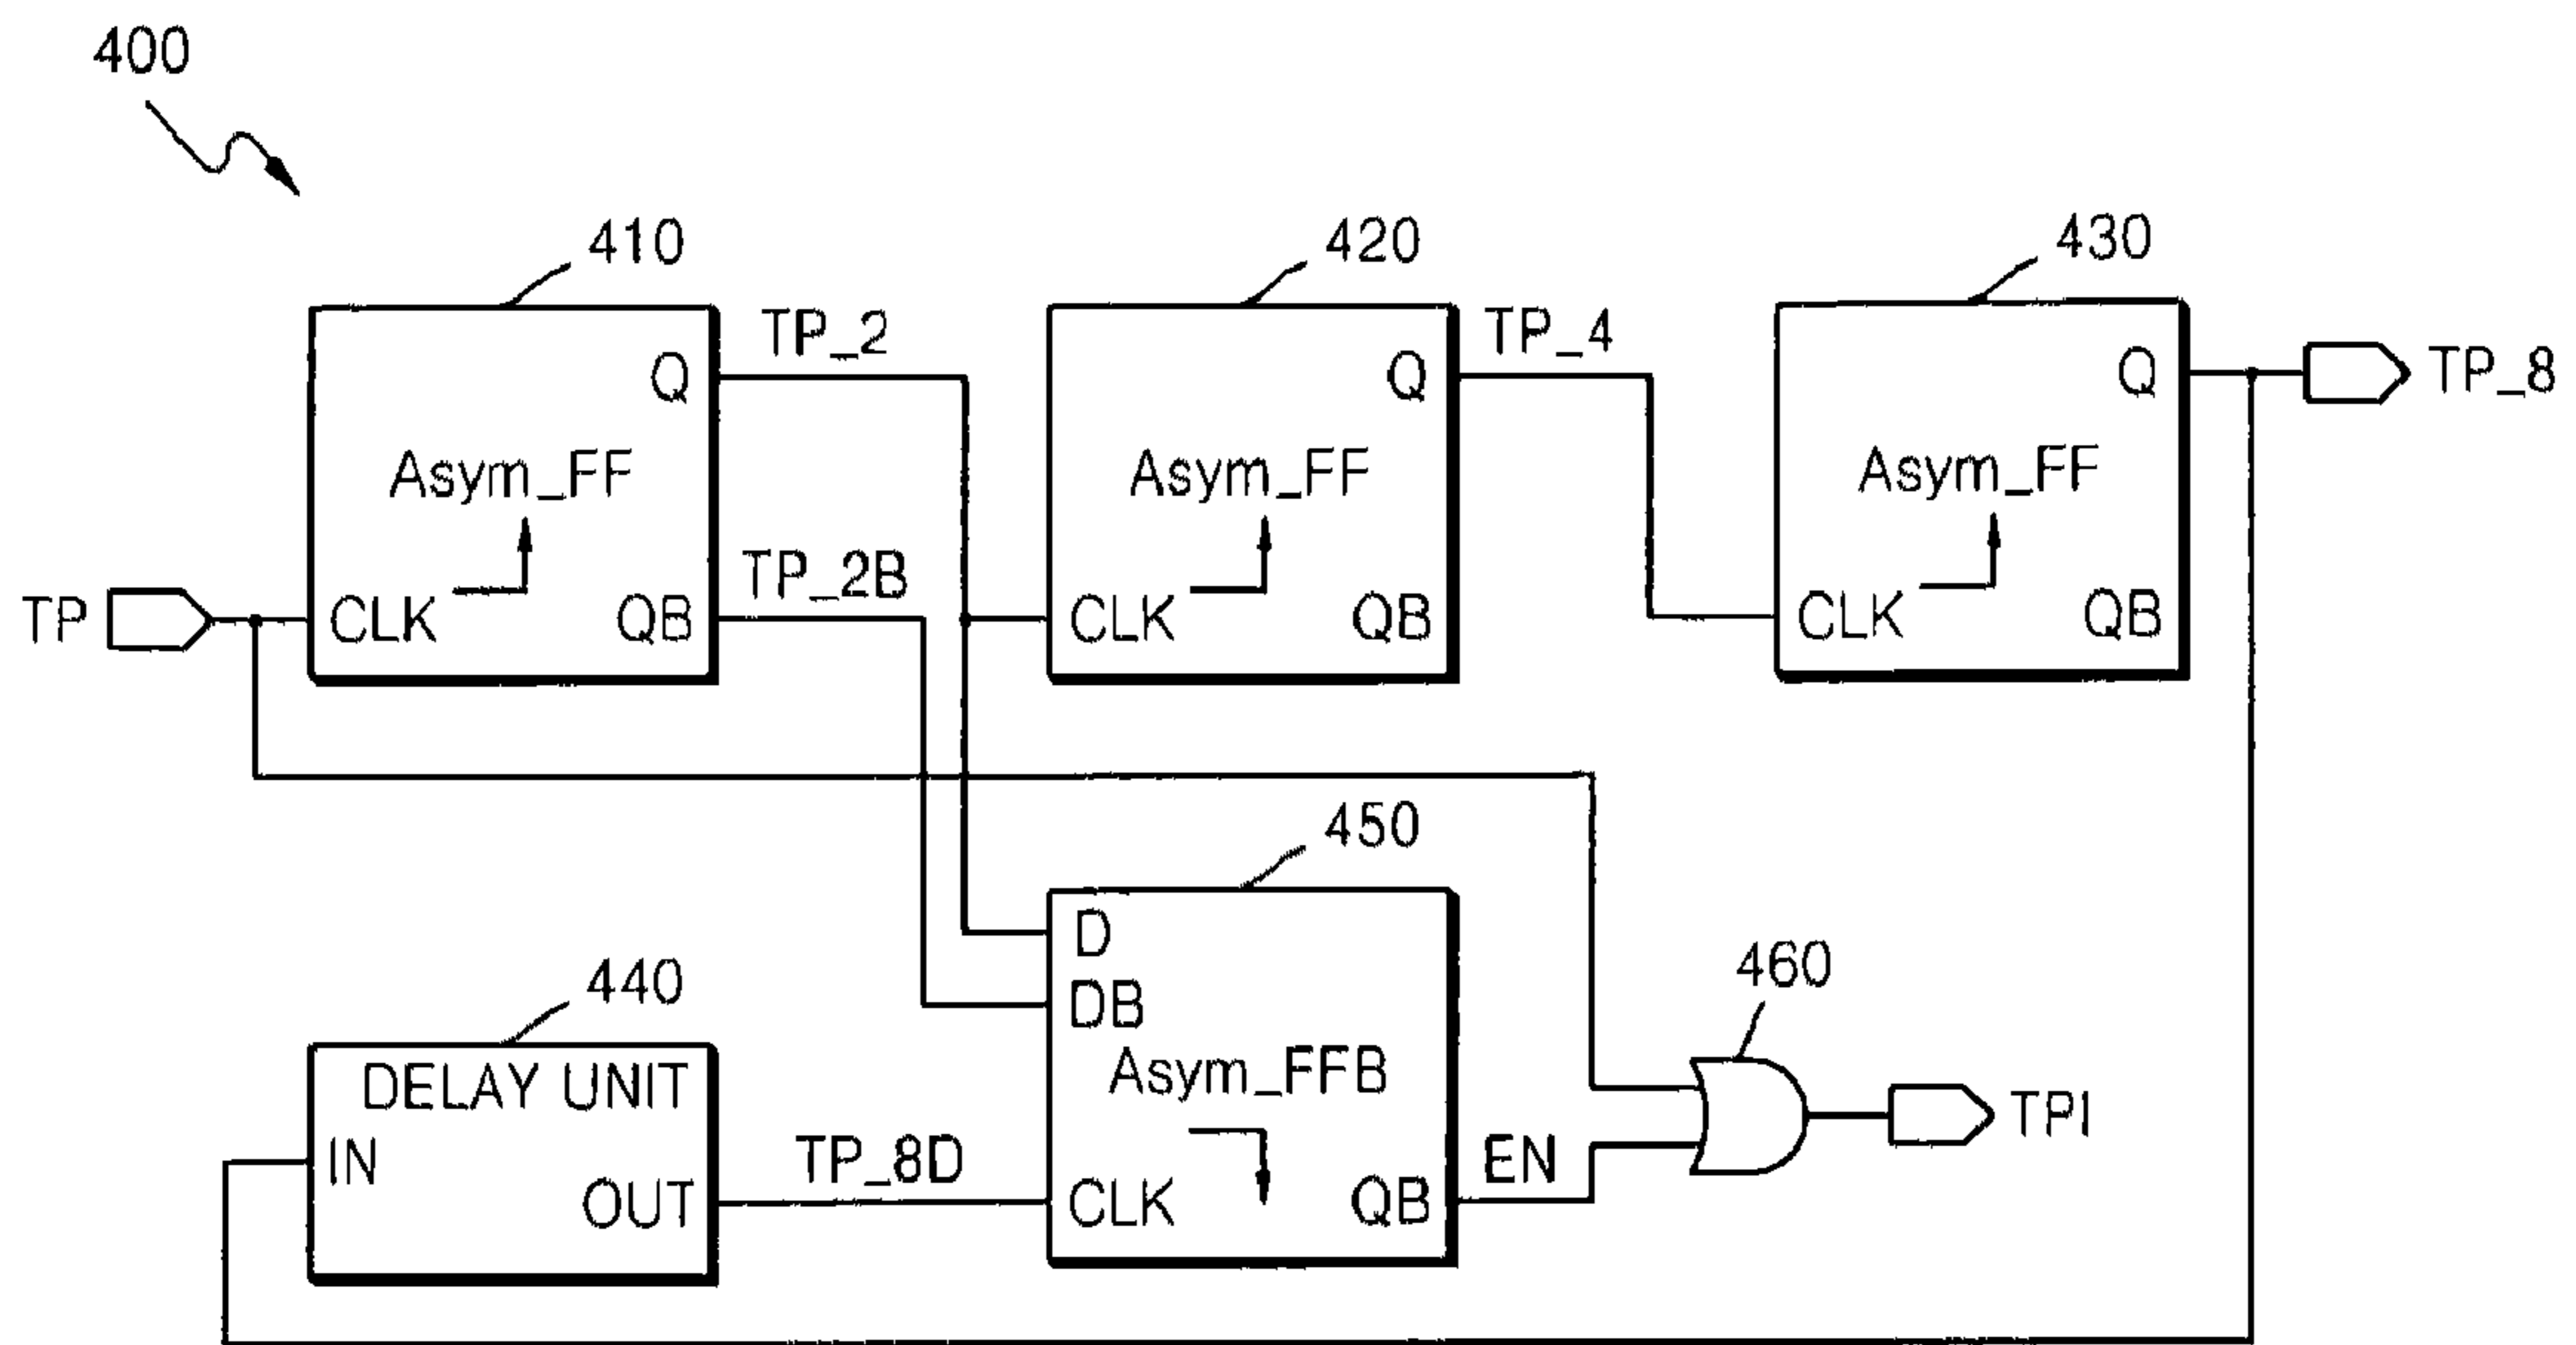 400
410
420
430
TP_2
TP_4
Q
Q
Q
TP_8
Asym_FF
Asym_FF
Asym_FF
TP_2B
TP
CLK
QB
CLK
QB
CLK
QB
450
D
460
440
DB
DELAY UNIT
Asym_FFB
TPI
IN
TP_8D
EN
OUT
CLK
QB